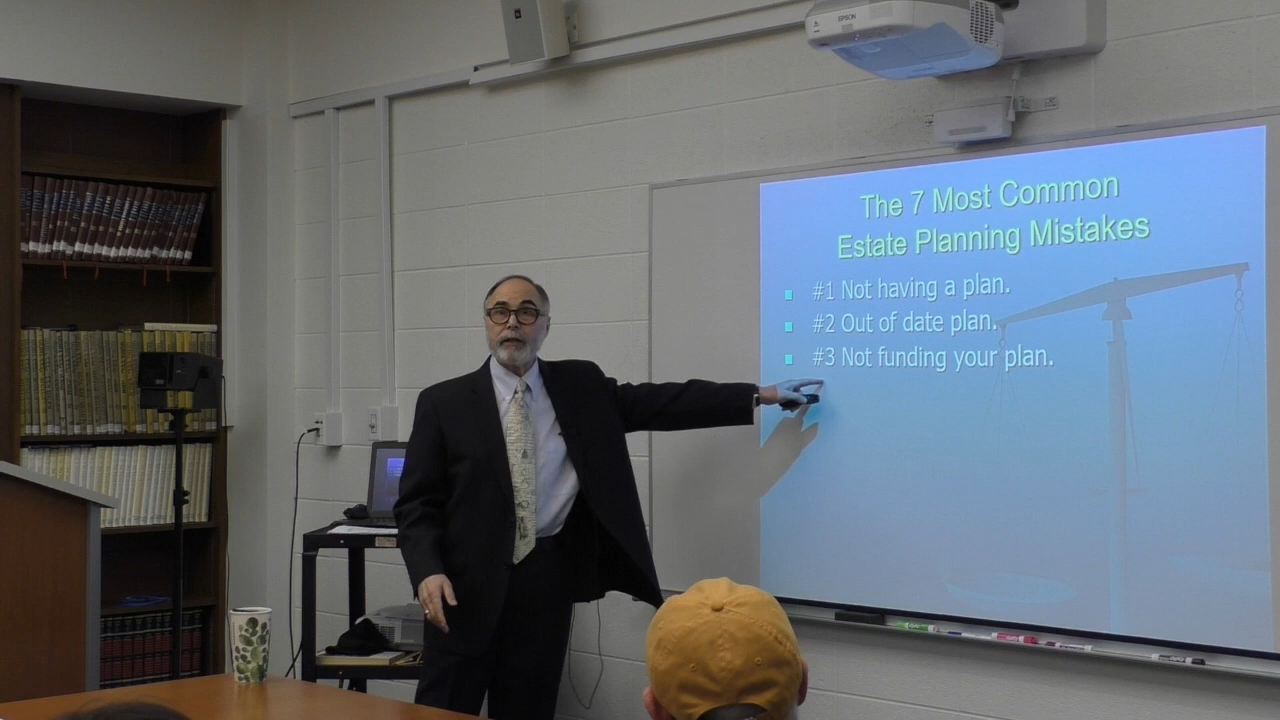 EPSON
The 7 Most Common
Estate Planning Mistakes
#1 Not having a plan.
#2 Out of date plan.
#3 Not funding your plan.